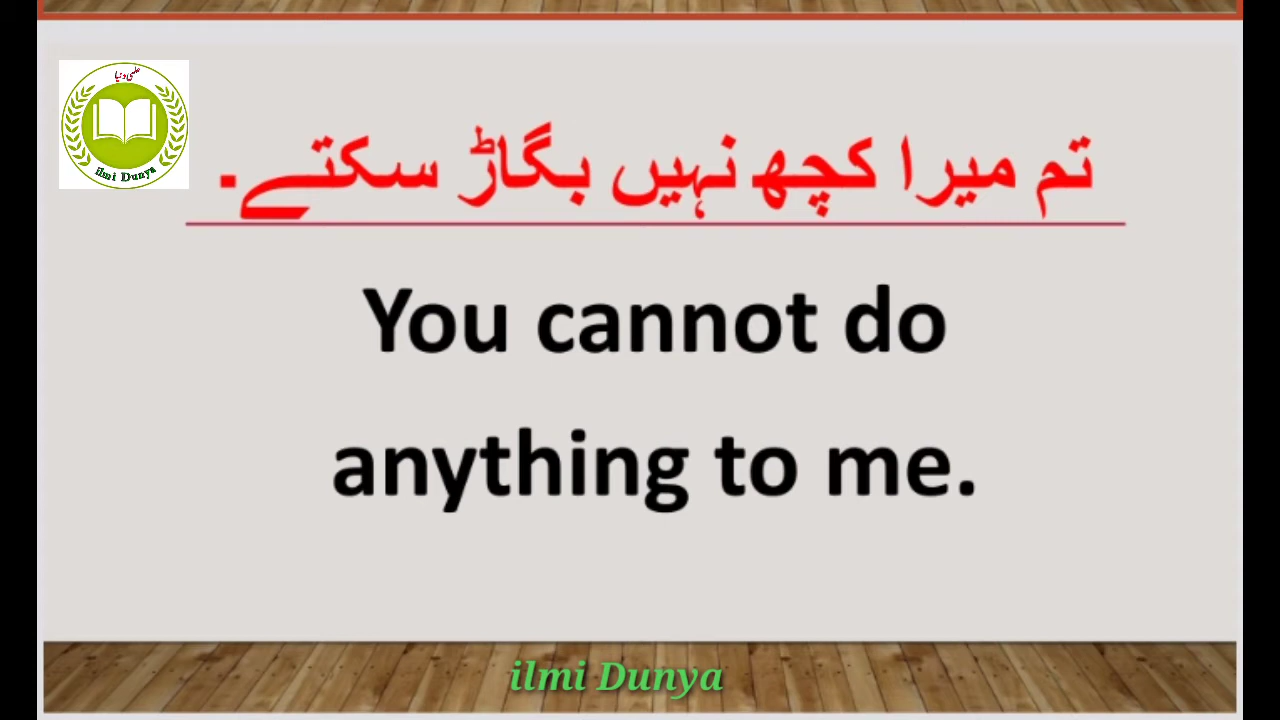 علمی دنیا
ilmi Dunya
تم میرا کچھ نہیں بگاڑ سکتے.
You cannot do
anything to me.
ilmi Dunya